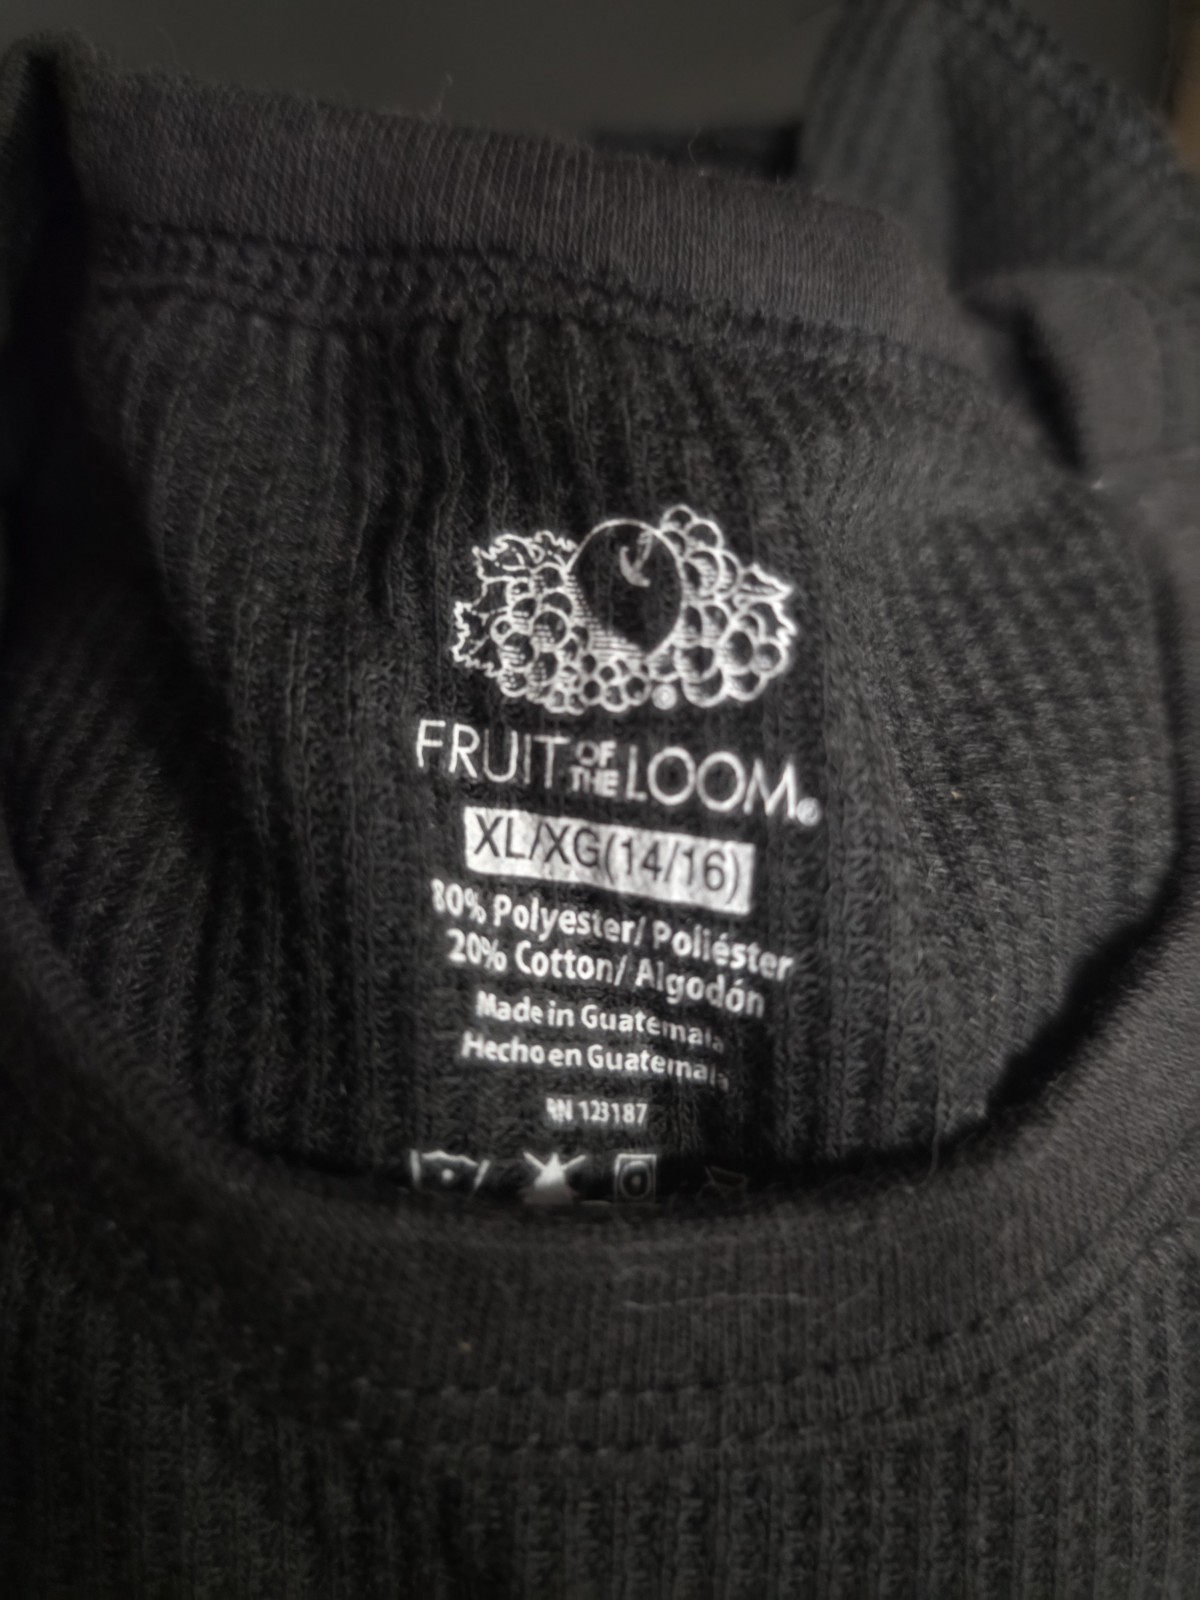 FRUIT OF THE LOOM®
XL/XG(14/16)
80% Polyester/ Poliéster
20% Cotton/ Algodón
Made in Guatemala
Hecho en Guatemala
RN 123187